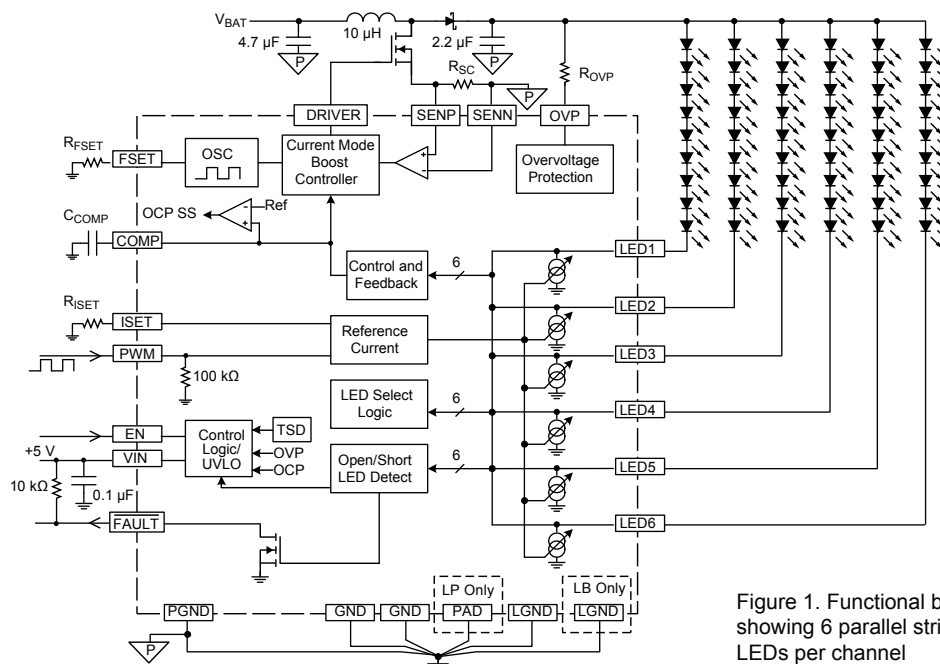 VBAT
4.7 µF
10 µH
2.2 µF
P
P
RSC
P
ROVP
DRIVER
SENP
SENN
OVP
RFSET
FSET
OSC
Current Mode
Boost
Controller
+
−
Overvoltage
Protection
CCOMP
COMP
OCP SS
−
+
Ref
Control and
Feedback
6
LED1
RISET
ISET
LED2
Reference
Current
PWM
100 kΩ
LED3
LED Select
Logic
6
LED4
EN
+5 V
VIN
Control
Logic/
UVLO
TSD
OVP
OCP
Open/Short
LED Detect
6
LED5
10 kΩ
0.1 µF
FAULT
LED6
LP Only
LB Only
PGND
GND
GND
PAD
LGND
LGND
P
Figure 1. Functional b
showing 6 parallel stri
LEDs per channel